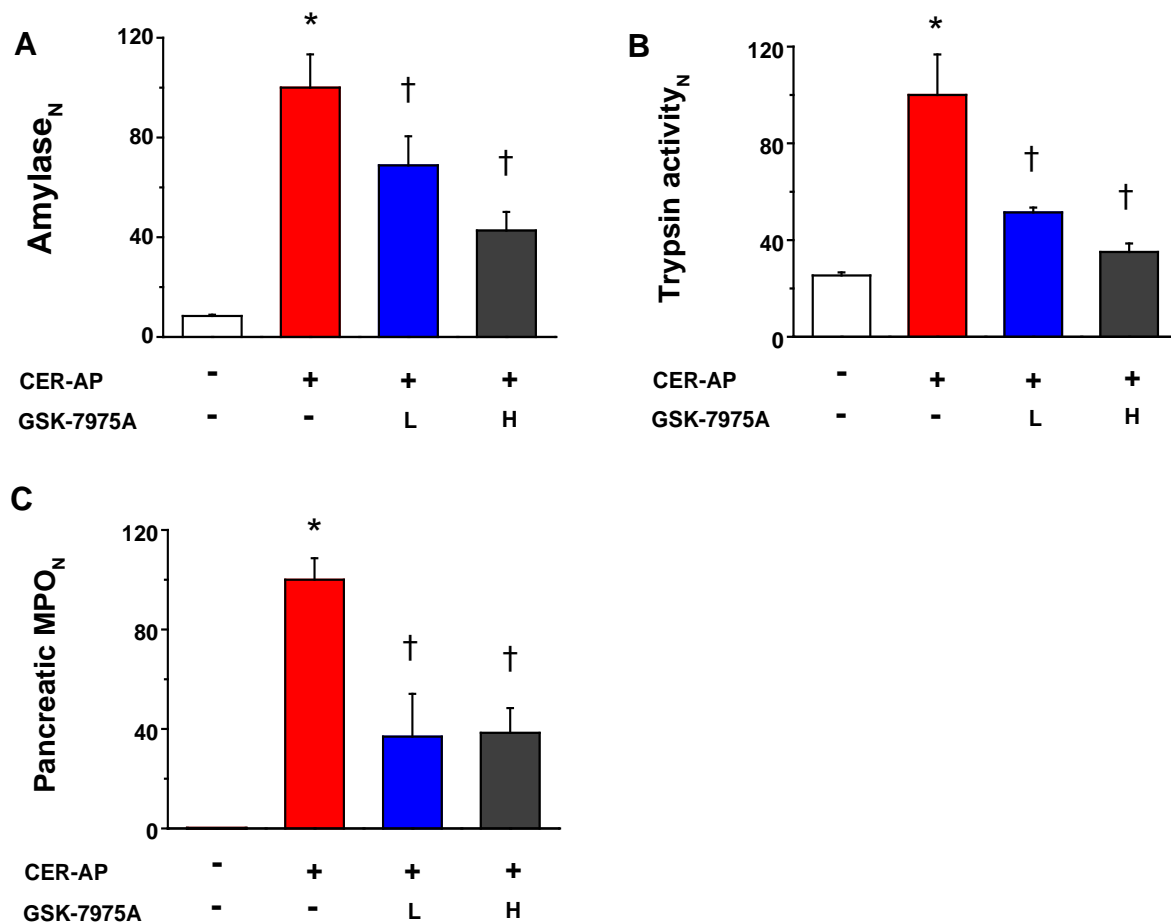 A
Amylase_N
120
80
40
0
*
†
†
CER-AP - + + +
GSK-7975A - - L H
B
Trypsin activity_N
120
80
40
0
*
†
†
CER-AP - + + +
GSK-7975A - - L H
C
Pancreatic MPO_N
120
80
40
0
*
†
†
CER-AP - + + +
GSK-7975A - - L H